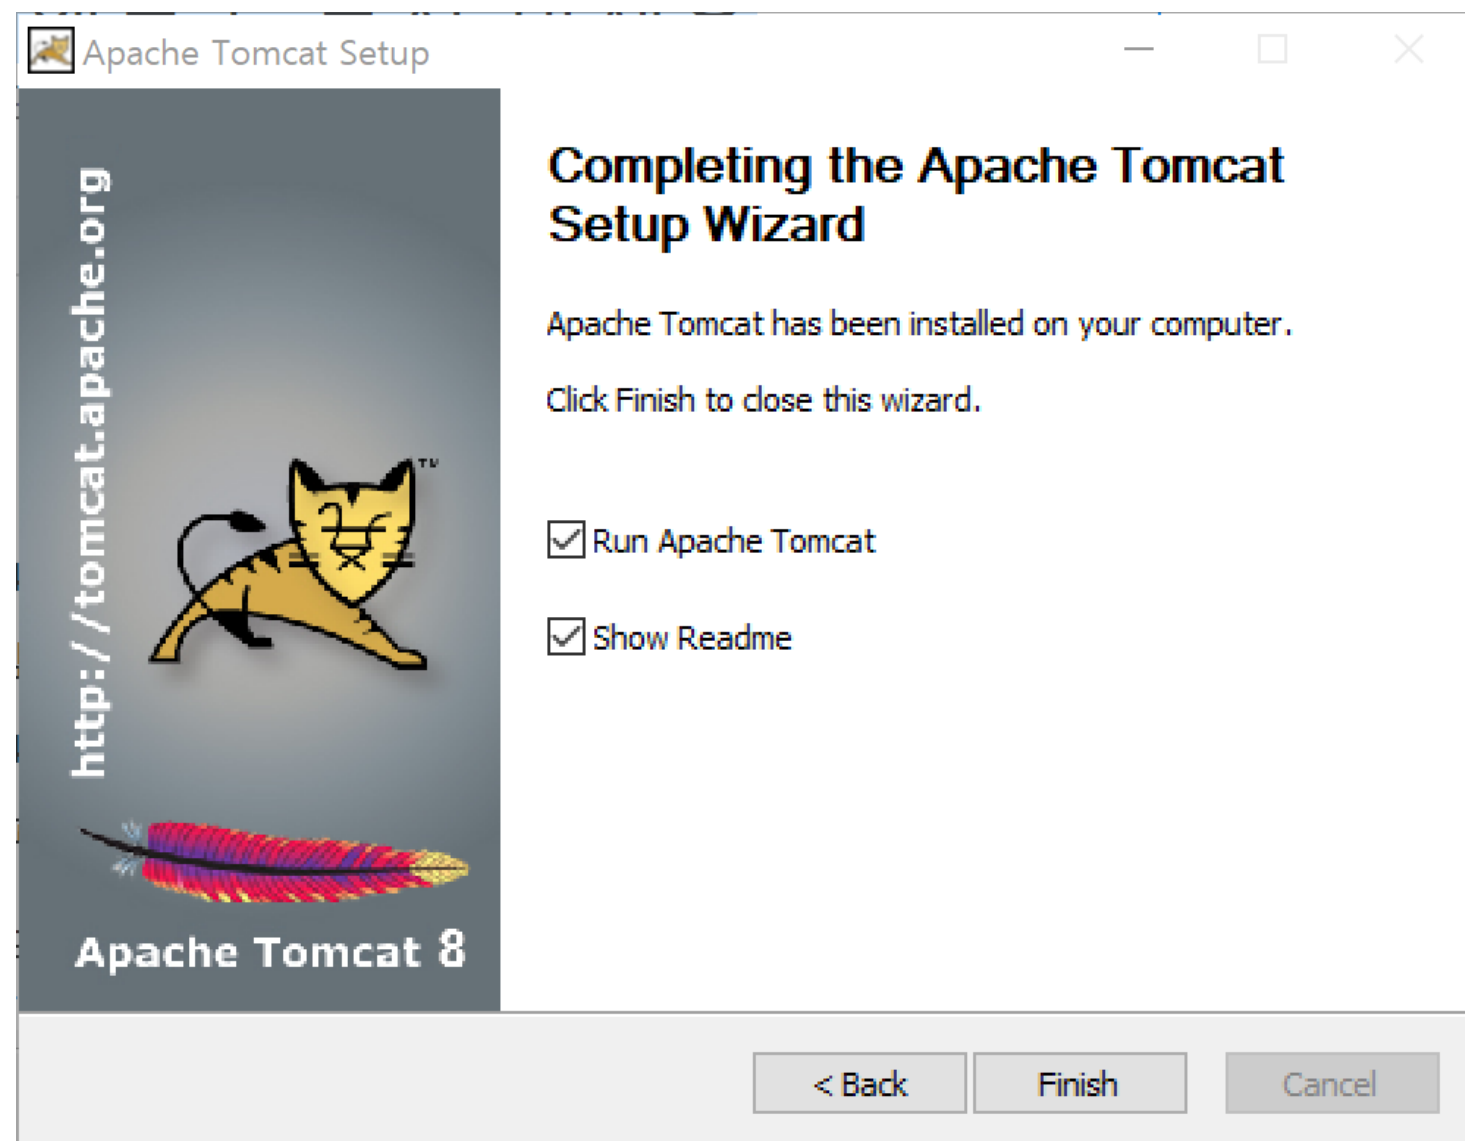 Apache Tomcat Setup
http://tomcat.apache.org
TM
Apache Tomcat 8
Completing the Apache Tomcat
Setup Wizard
Apache Tomcat has been installed on your computer.
Click Finish to close this wizard.
Run Apache Tomcat
Show Readme
< Back
Finish
Cancel